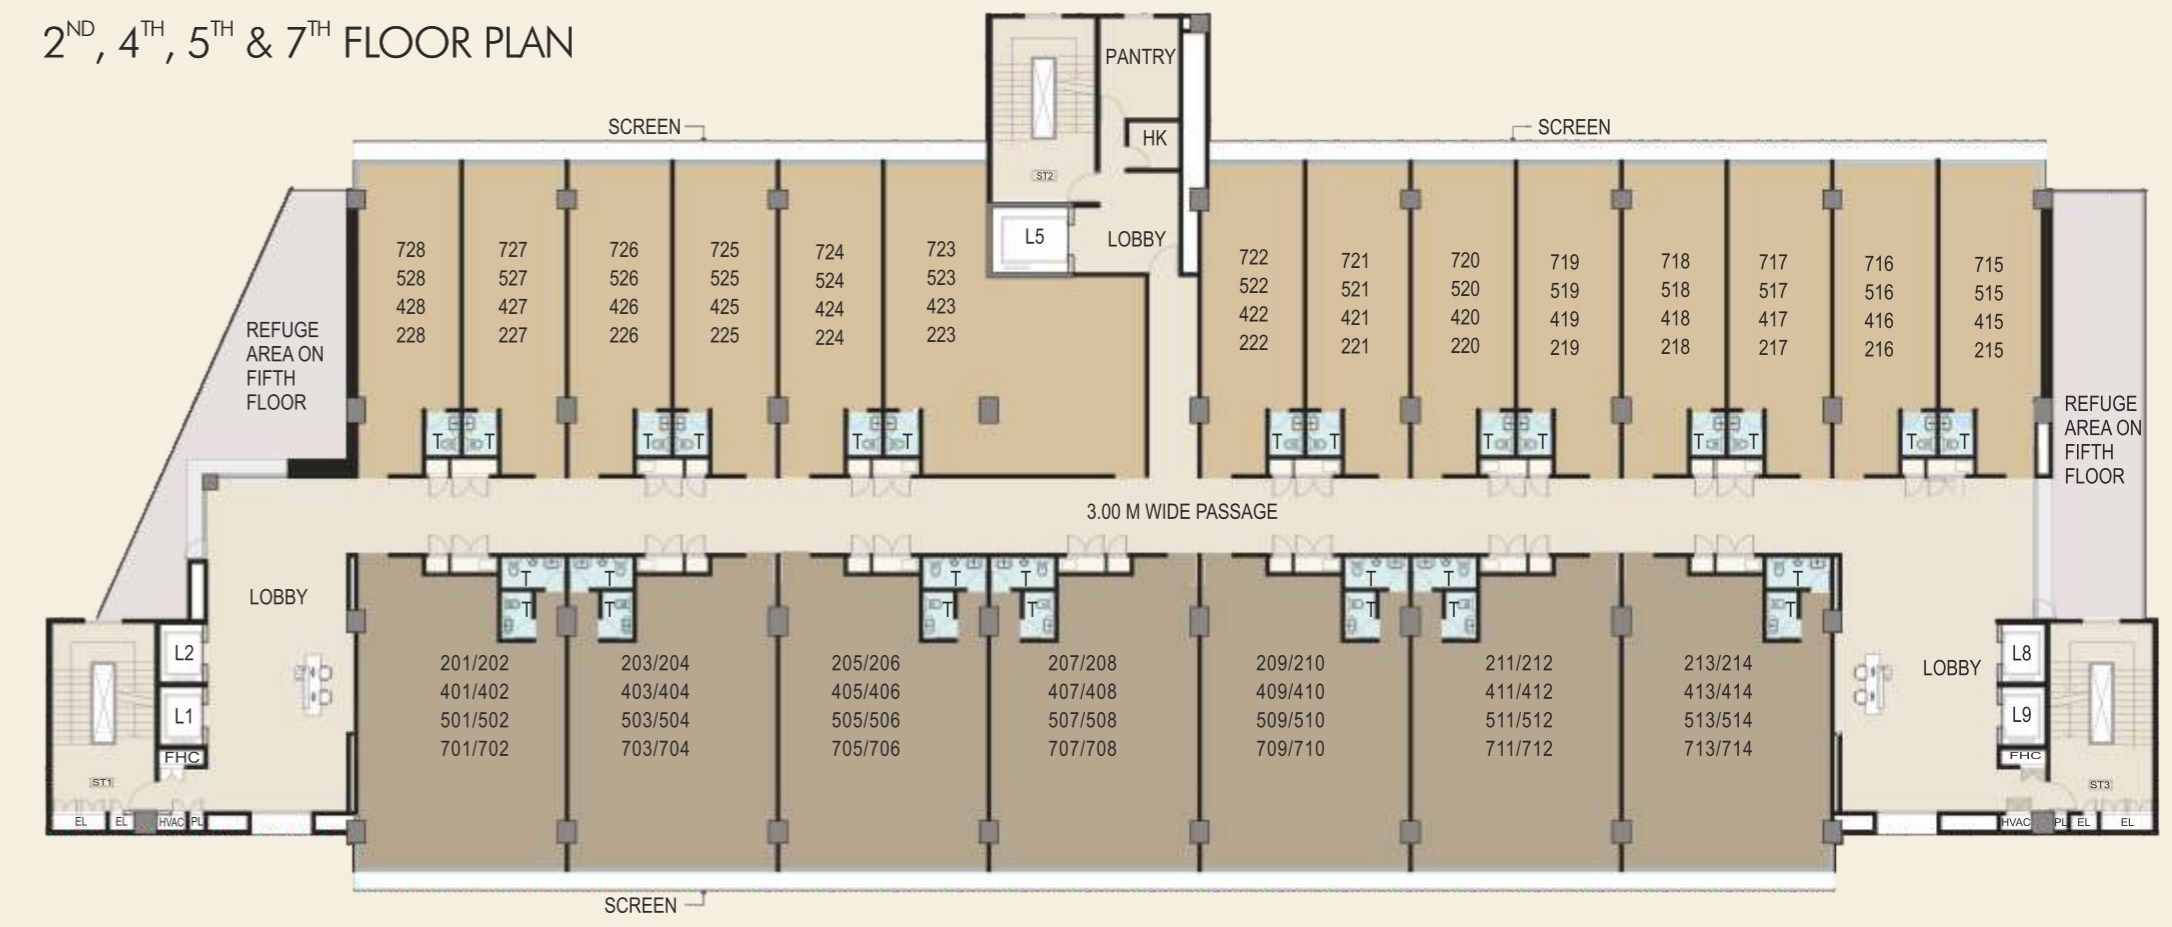 2ND, 4TH, 5TH & 7TH FLOOR PLAN
PANTRY
HK
SCREEN
SCREEN
ST2
L5
LOBBY
728
528
428
228
727
527
427
227
726
526
426
226
725
525
425
225
724
524
424
224
723
523
423
223
722
522
422
222
721
521
421
221
720
520
420
220
719
519
419
219
718
518
418
218
717
517
417
217
716
516
416
216
715
515
415
215
REFUGE
AREA ON
FIFTH
FLOOR
REFUGE
AREA ON
FIFTH
FLOOR
T T T T T T T T T T T T T T
3.00 M WIDE PASSAGE
T T T T T T T
T T T T T T T
LOBBY
L2
L1
FHC
ST1
EL EL HVAC PL
201/202
401/402
501/502
701/702
203/204
403/404
503/504
703/704
205/206
405/406
505/506
705/706
207/208
407/408
507/508
707/708
209/210
409/410
509/510
709/710
211/212
411/412
511/512
711/712
213/214
413/414
513/514
713/714
LOBBY
L8
L9
FHC
ST3
HVAC PL EL EL
SCREEN